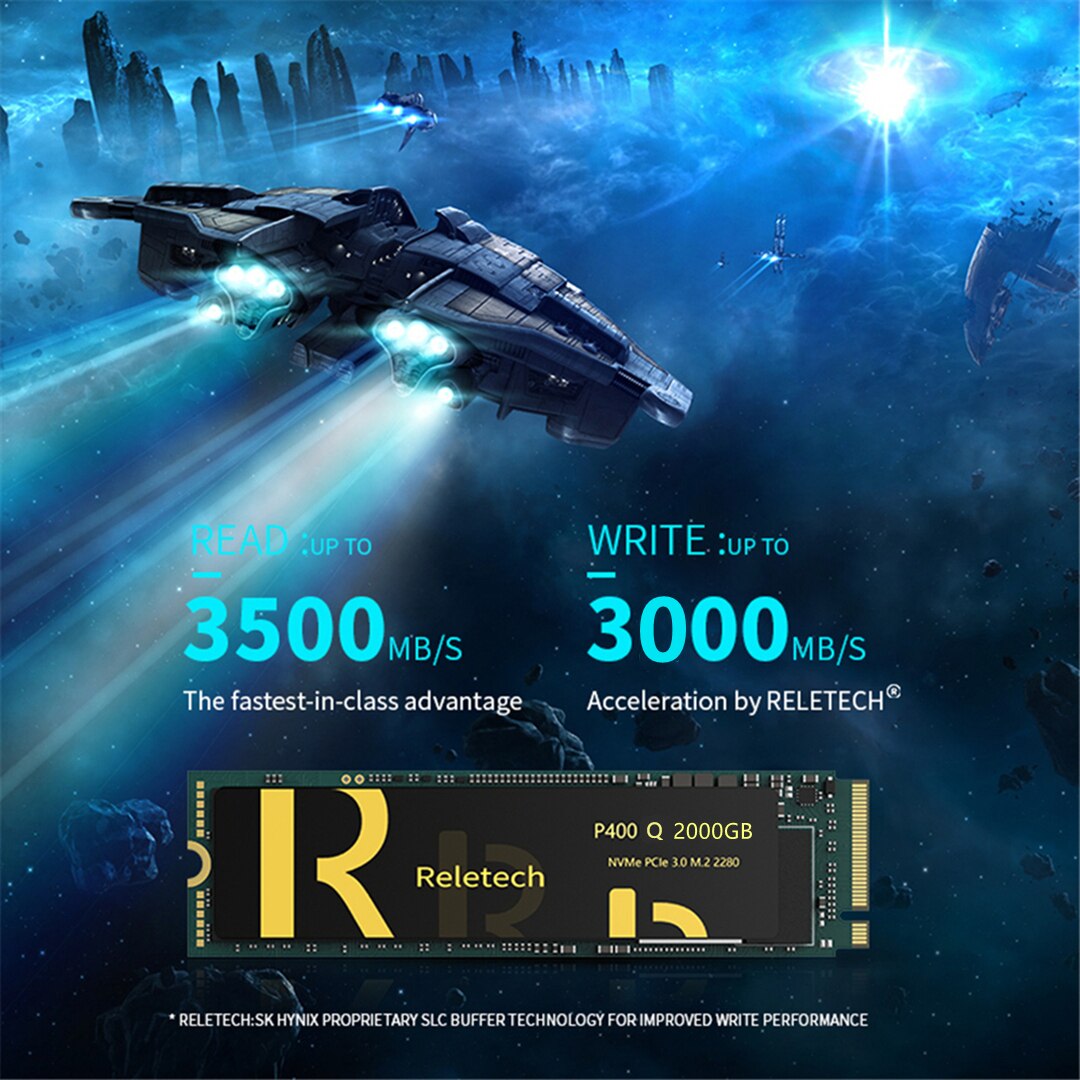 READ :UP TO
3500MB/S
The fastest-in-class advantage
WRITE :UP TO
3000MB/S
Acceleration by RELETECH®
R
Reletech
P400 Q 2000GB
NVMe PCIe 3.0 M.2 2280
* RELETECH:SK HYNIX PROPRIETARY SLC BUFFER TECHNOLOGY FOR IMPROVED WRITE PERFORMANCE